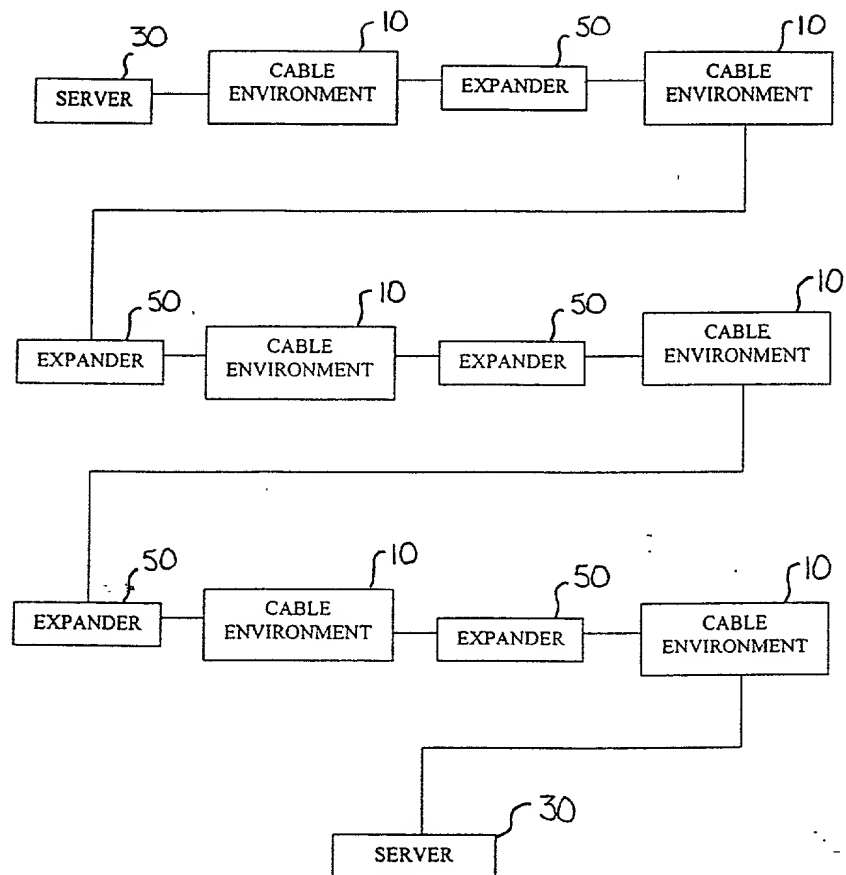 30
10
50
10
SERVER
CABLE
ENVIRONMENT
EXPANDER
CABLE
ENVIRONMENT
50
10
50
10
EXPANDER
CABLE
ENVIRONMENT
EXPANDER
CABLE
ENVIRONMENT
50
10
50
10
EXPANDER
CABLE
ENVIRONMENT
EXPANDER
CABLE
ENVIRONMENT
30
SERVER